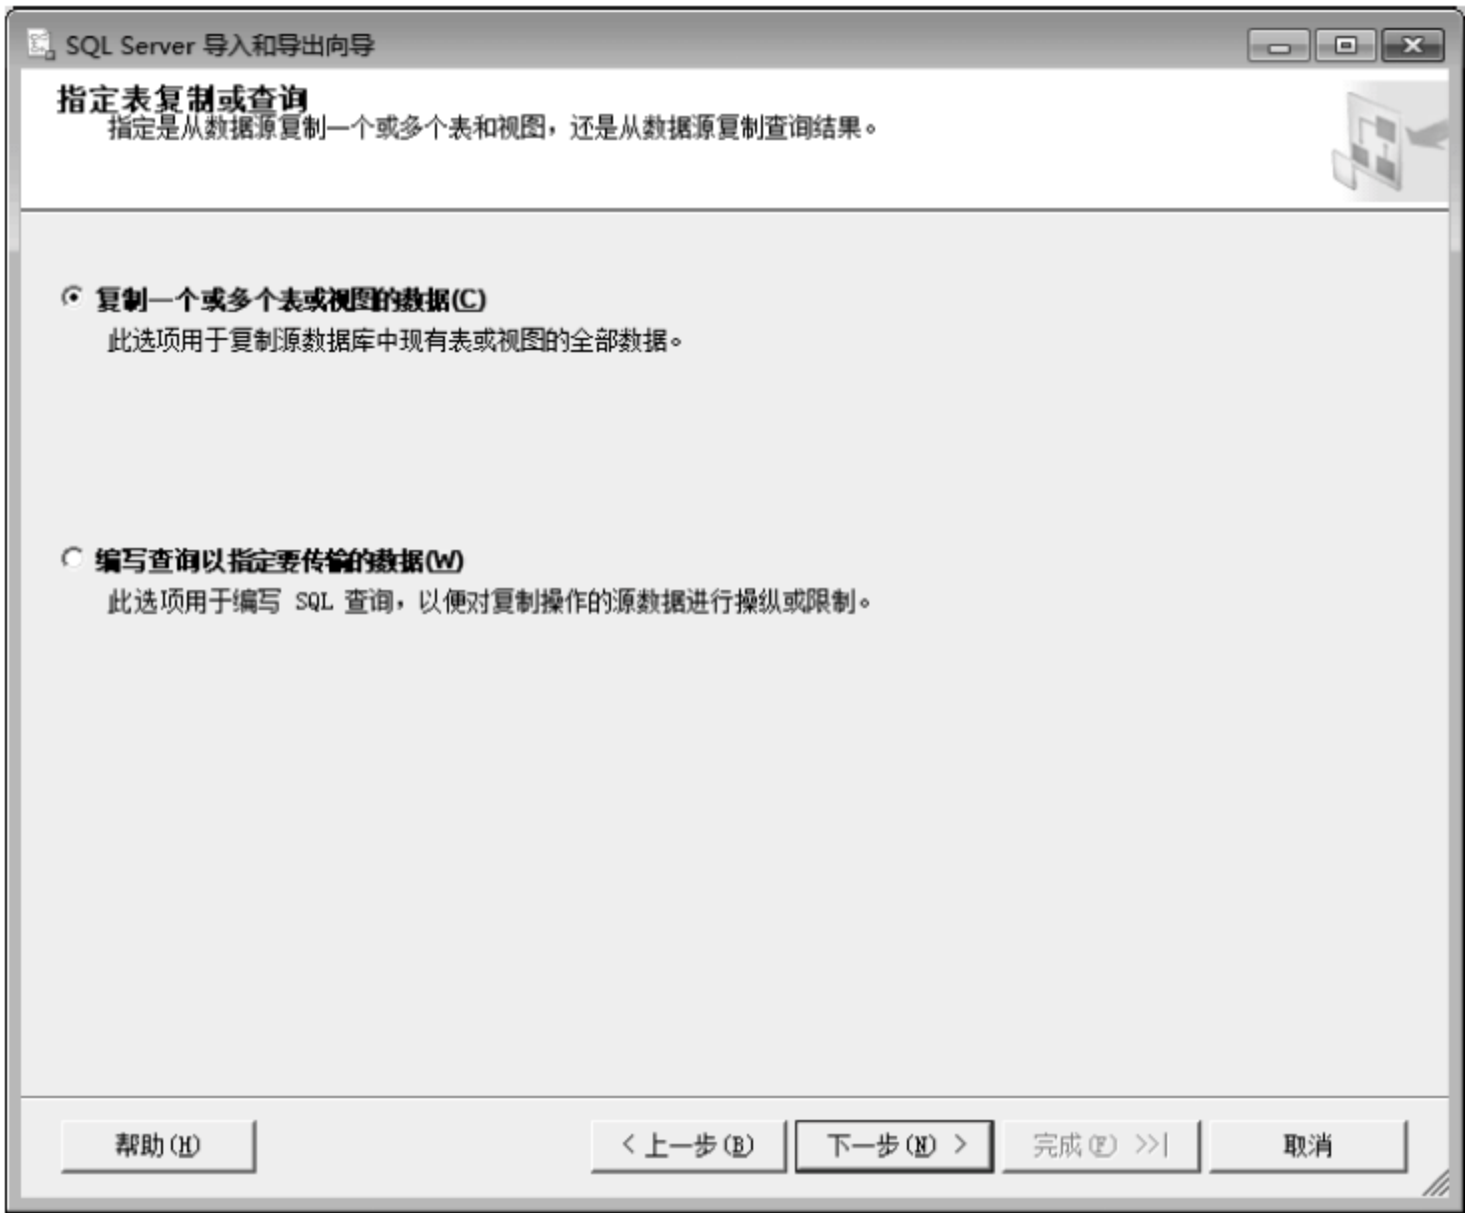 SQL Server 导入和导出向导
指定表复制或查询
指定是从数据源复制一个或多个表和视图，还是从数据源复制查询结果。
复制一个或多个表或视图的数据(C)
此选项用于复制源数据库中现有表或视图的全部数据。
编写查询以指定要传输的数据(W)
此选项用于编写 SQL 查询，以便对复制操作的源数据进行操纵或限制。
帮助(H) < 上一步(B) 下一步(N) > 完成(F) >>| 取消